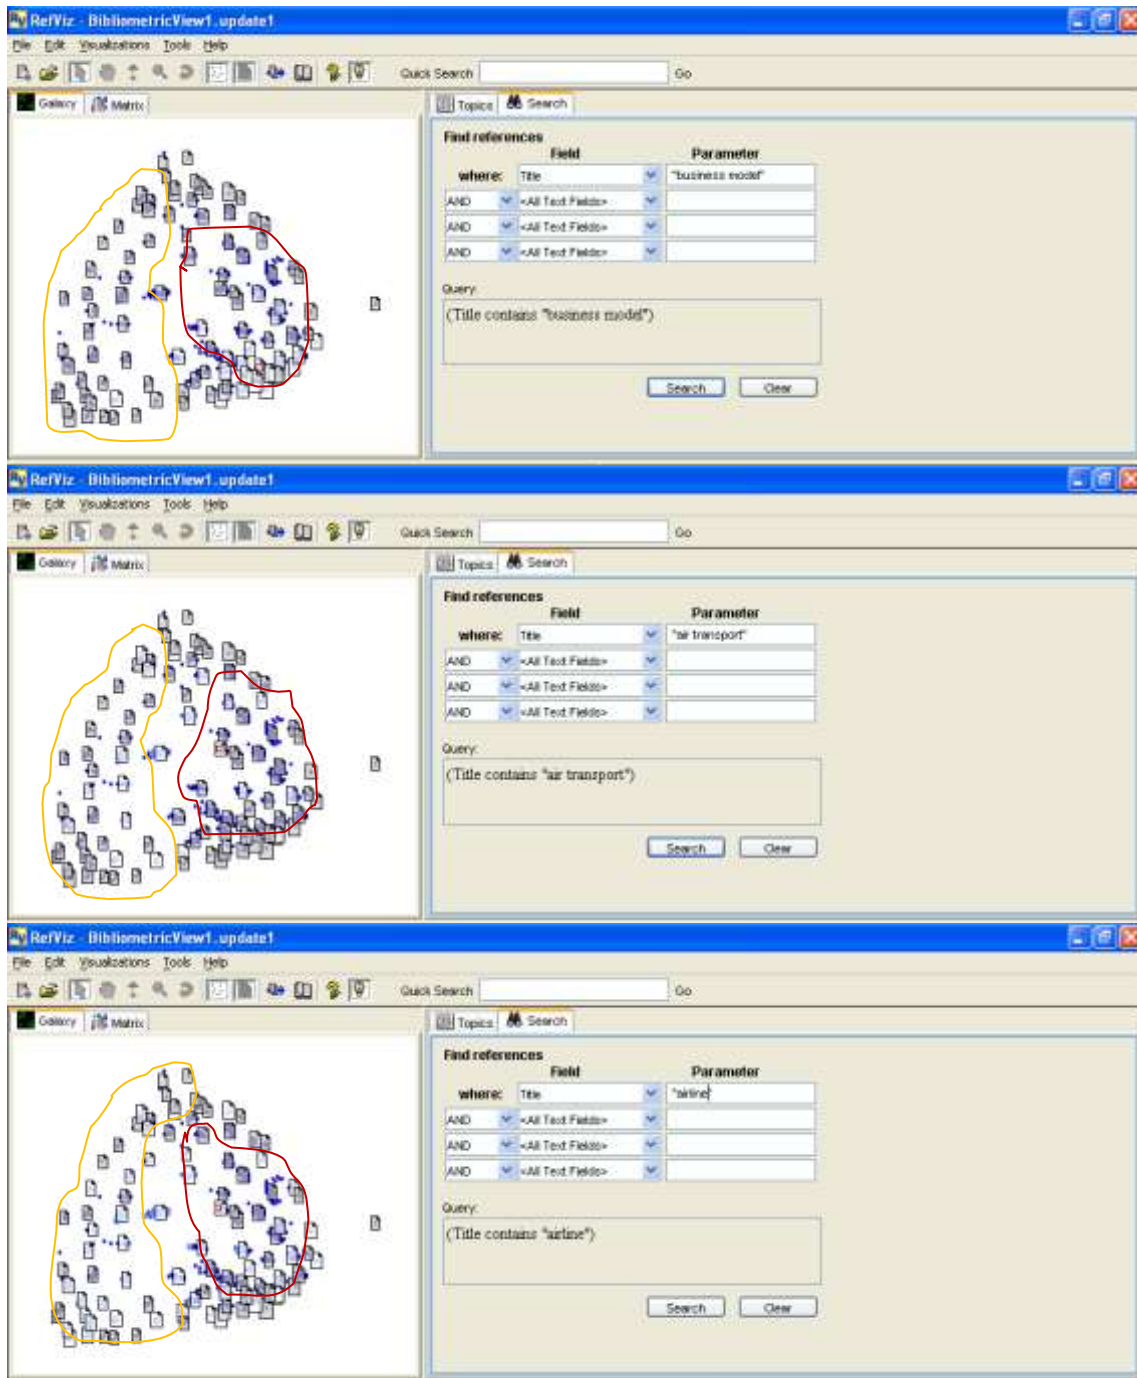 RefViz - BibliometricView1.update1
File Edit Visualizations Tools Help
Quick Search Go
Galaxy Matrix Topics Search
Find references
Field Parameter
where: Title "business model"
AND <All Text Fields>
AND <All Text Fields>
AND <All Text Fields>
Query:
(Title contains "business model")
Search Clear
RefViz - BibliometricView1.update1
File Edit Visualizations Tools Help
Quick Search Go
Galaxy Matrix Topics Search
Find references
Field Parameter
where: Title "air transport"
AND <All Text Fields>
AND <All Text Fields>
AND <All Text Fields>
Query:
(Title contains "air transport")
Search Clear
RefViz - BibliometricView1.update1
File Edit Visualizations Tools Help
Quick Search Go
Galaxy Matrix Topics Search
Find references
Field Parameter
where: Title "airline"
AND <All Text Fields>
AND <All Text Fields>
AND <All Text Fields>
Query:
(Title contains "airline")
Search Clear